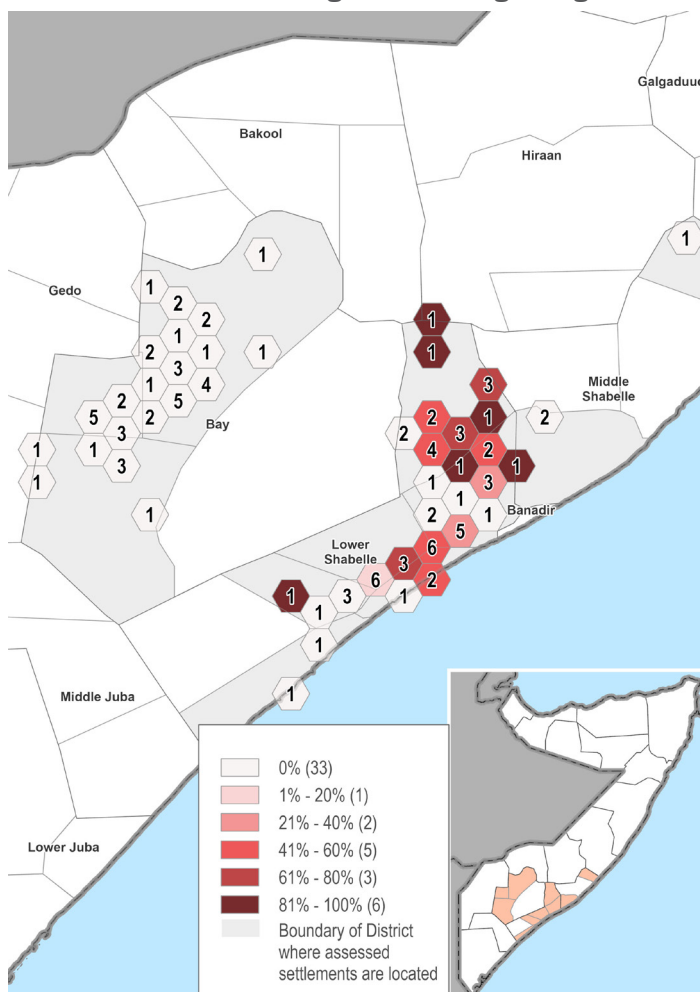 Galgaduu
Bakool
Hiraan
1
1
Gedo
1
2
2 1
1
2 1 1 1
3
1 4 3
Middle
Shabelle
2 5
5 2 2 1 2
Bay
3 2 3
1 1 4 2
3 1 1
1 1 3
1
1 2 1
Banadir
5
Lower
Shabelle
6
3
6 2
1 3 1
1
1
1
Middle Juba
Lower Juba
0% (33)
1% - 20% (1)
21% - 40% (2)
41% - 60% (5)
61% - 80% (3)
81% - 100% (6)
Boundary of District
where assessed
settlements are located